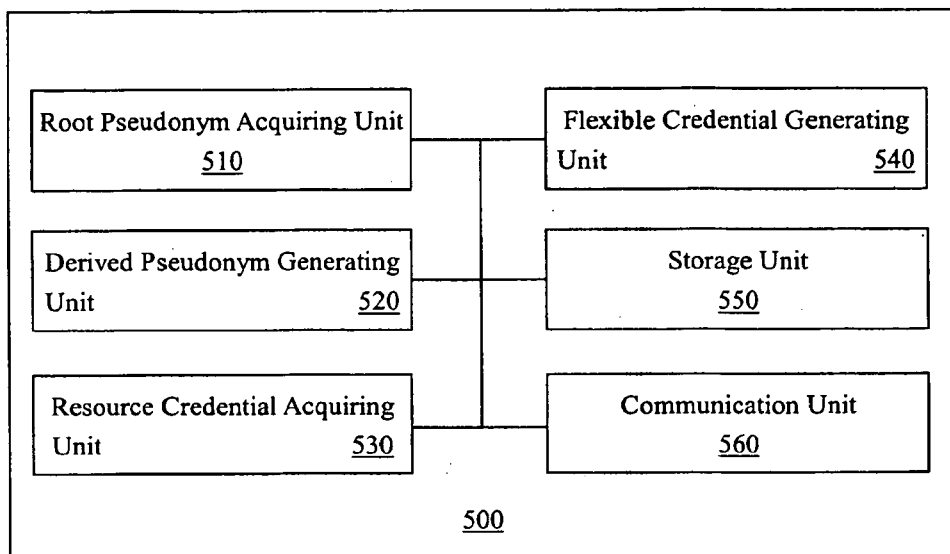 Root Pseudonym Acquiring Unit
510
Flexible Credential Generating
Unit 540
Derived Pseudonym Generating
Unit 520
Storage Unit
550
Resource Credential Acquiring
Unit 530
Communication Unit
560
500